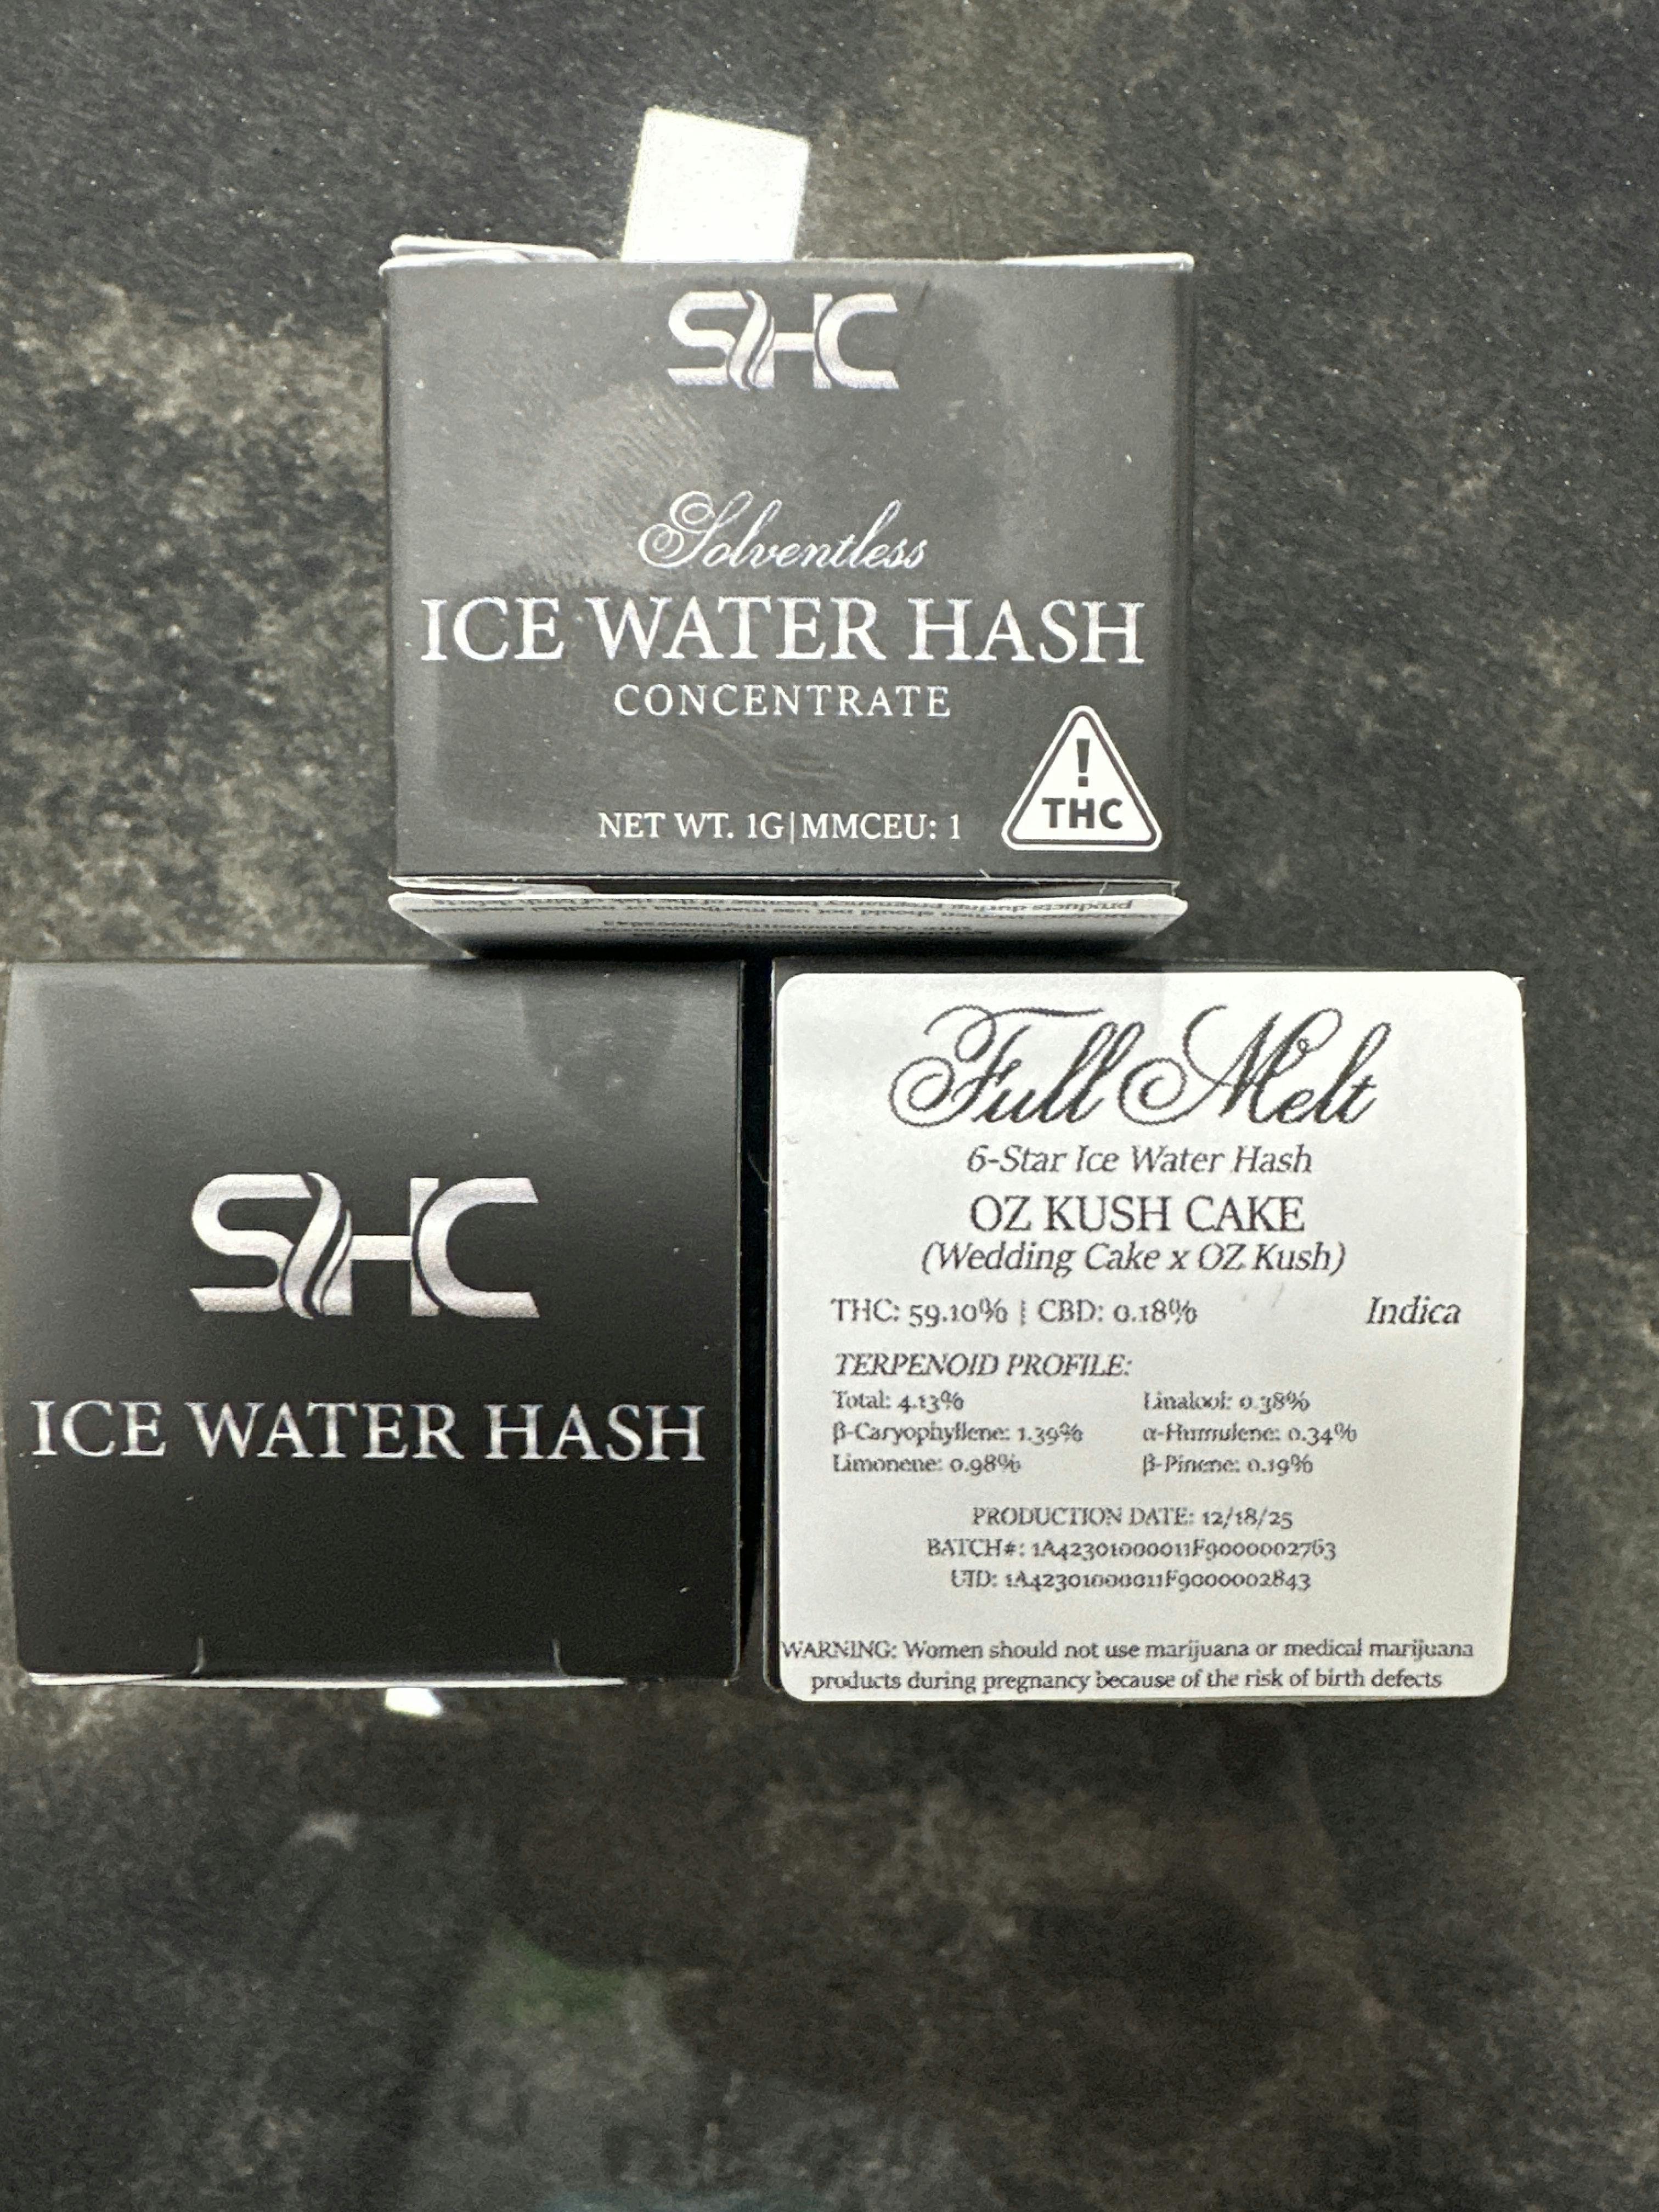 SHC
Solventless
ICE WATER HASH
CONCENTRATE
NET WT. 1G|MMCEU: 1
!
THC
SHC
ICE WATER HASH
Full Melt
6-Star Ice Water Hash
OZ KUSH CAKE
(Wedding Cake x OZ Kush)
THC: 59.10% | CBD: 0.18% Indica
TERPENOID PROFILE:
Total: 4.13% Linalool: 0.38%
β-Caryophyllene: 1.39% α-Humulene: 0.34%
Limonene: 0.98% β-Pinene: 0.19%
PRODUCTION DATE: 12/18/25
BATCH#: 1A42301000011F9000002763
UID: 1A42301000011F9000002843
WARNING: Women should not use marijuana or medical marijuana
products during pregnancy because of the risk of birth defects